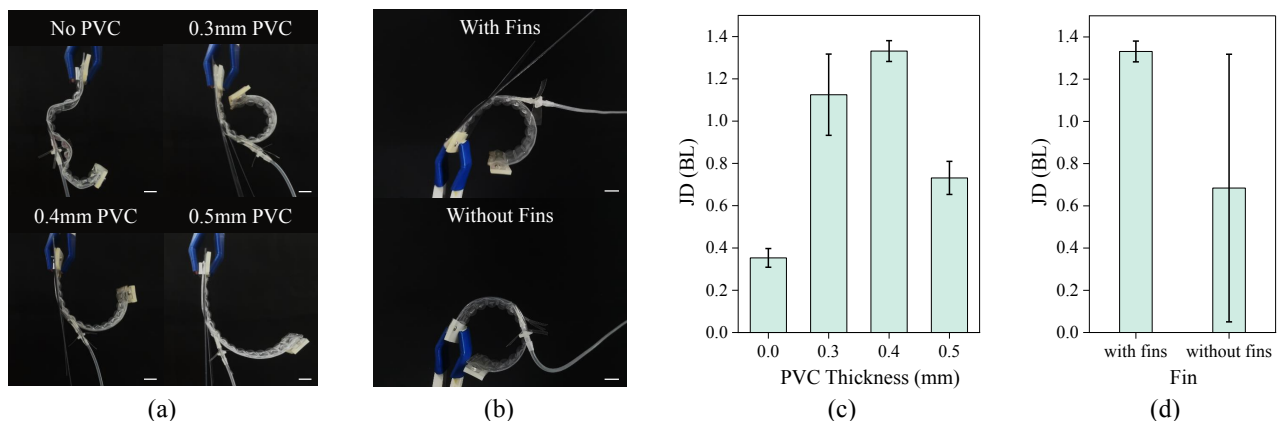 No PVC
0.3mm PVC
0.4mm PVC
0.5mm PVC
(a)
With Fins
Without Fins
(b)
JD (BL)
1.4
1.2
1.0
0.8
0.6
0.4
0.2
0.0
0.0
0.3
0.4
0.5
PVC Thickness (mm)
(c)
JD (BL)
1.4
1.2
1.0
0.8
0.6
0.4
0.2
0.0
with fins
without fins
Fin
(d)